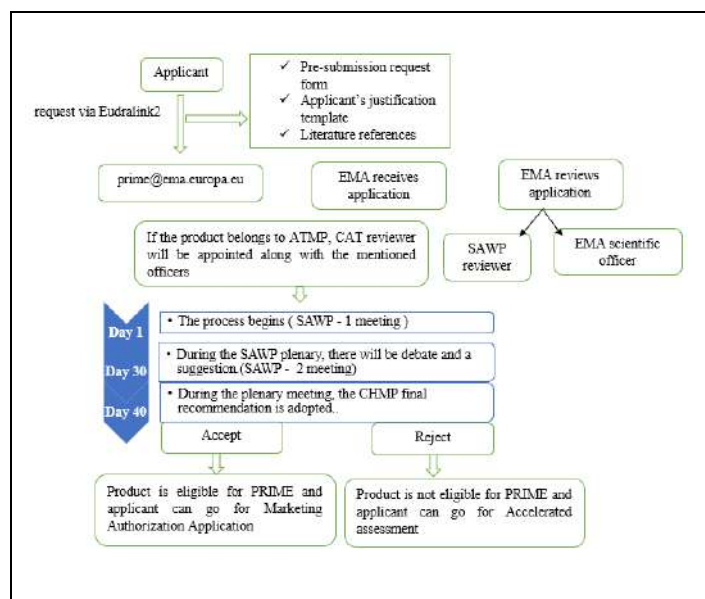 Applicant
✓ Pre-submission request
form
✓ Applicant's justification
template
✓ Literature references
request via Eudralink2
prime@ema.europa.eu
EMA receives
application
EMA reviews
application
If the product belongs to ATMP, CAT reviewer
will be appointed along with the mentioned
officers
SAWP
reviewer
EMA scientific
officer
Day 1
• The process begins ( SAWP - 1 meeting )
Day 30
• During the SAWP plenary, there will be debate and a
suggestion.(SAWP - 2 meeting)
Day 40
• During the plenary meeting, the CHMP final
recommendation is adopted..
Accept
Reject
Product is eligible for PRIME and
applicant can go for Marketing
Authorization Application
Product is not eligible for PRIME and
applicant can go for Accelerated
assessment